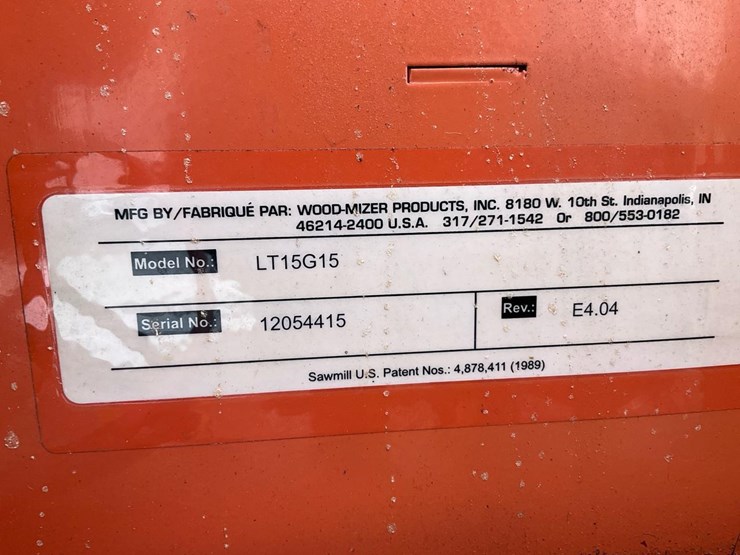 MFG BY/FABRIQUÉ PAR: WOOD-MIZER PRODUCTS, INC. 8180 W. 10th St. Indianapolis, IN
46214-2400 U.S.A. 317/271-1542 Or 800/553-0182
Model No.: LT15G15
Serial No.: 12054415 Rev.: E4.04
Sawmill U.S. Patent Nos.: 4,878,411 (1989)